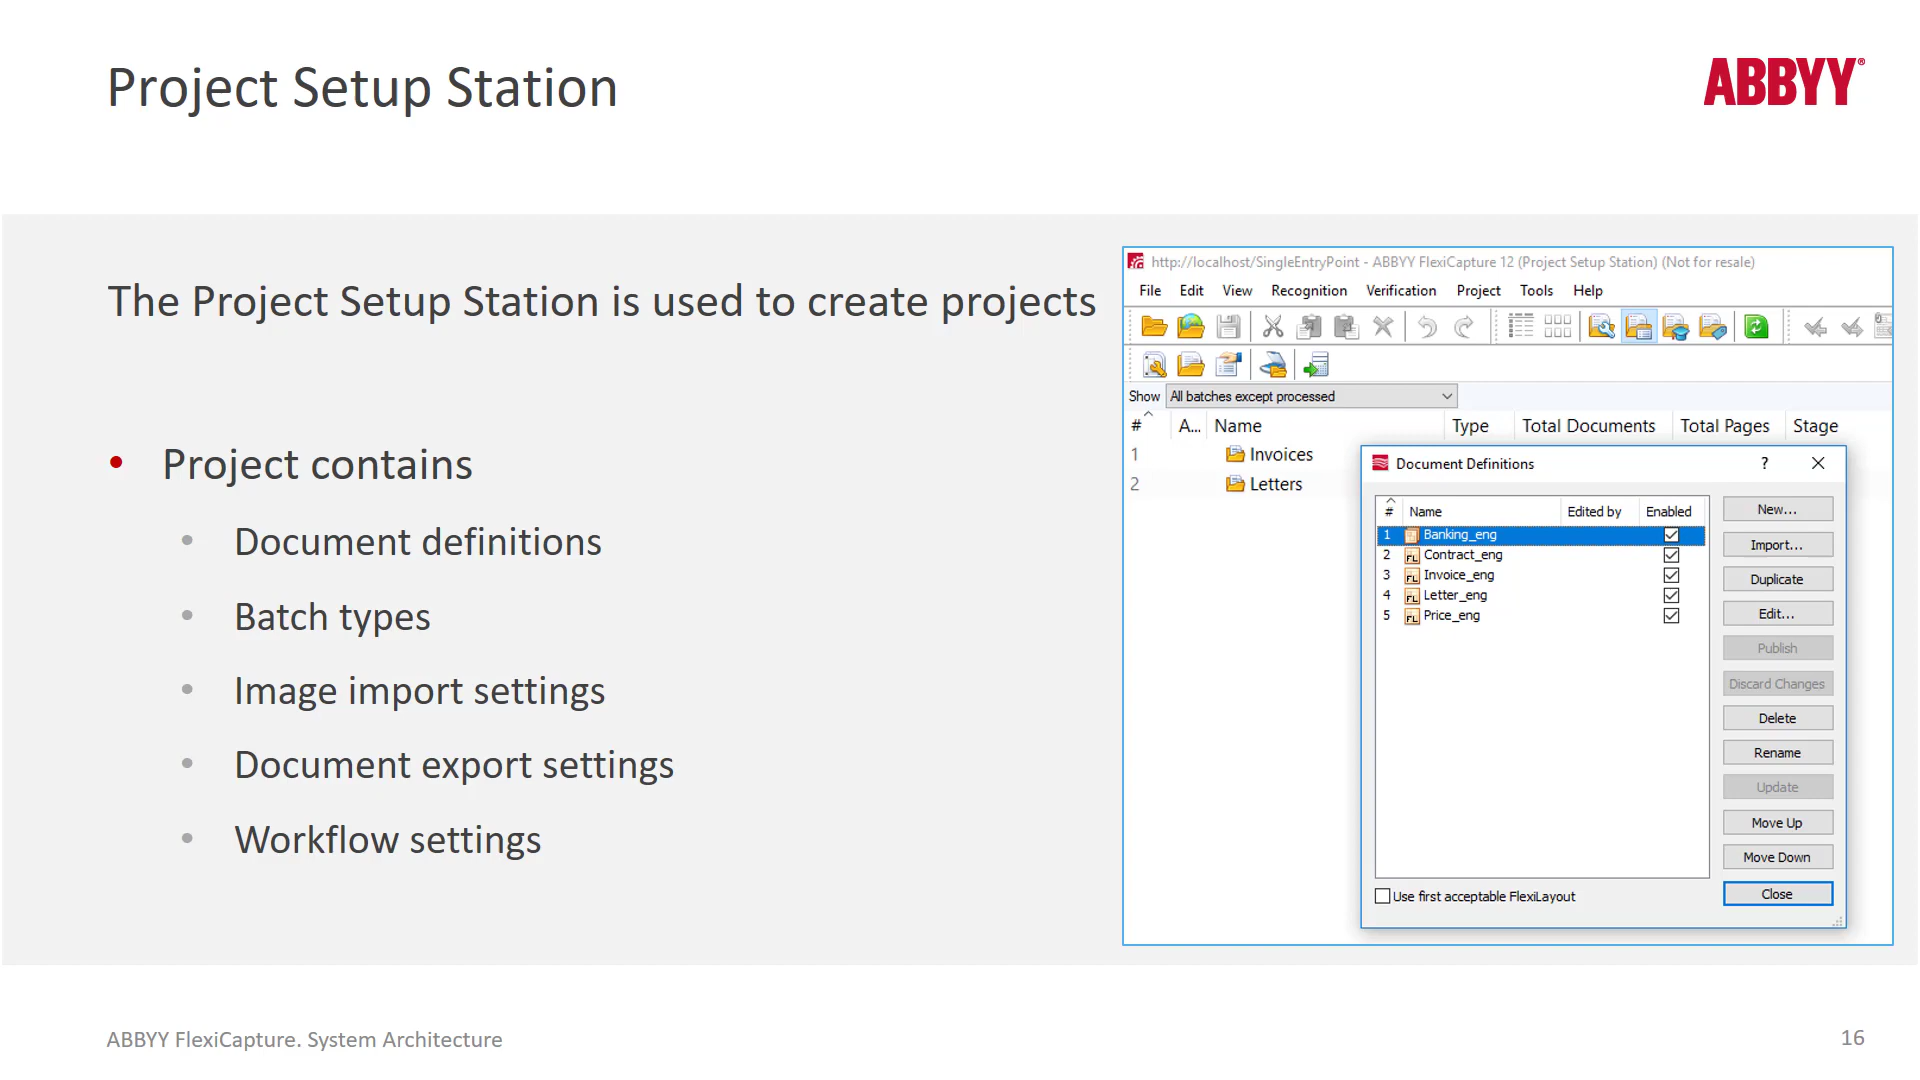 Project Setup Station
ABBYY®
The Project Setup Station is used to create projects
• Project contains
• Document definitions
• Batch types
• Image import settings
• Document export settings
• Workflow settings
http://localhost/SingleEntryPoint - ABBYY FlexiCapture 12 (Project Setup Station) (Not for resale)
File Edit View Recognition Verification Project Tools Help
Show All batches except processed
# A... Name Type Total Documents Total Pages Stage
1 Invoices
2 Letters
Document Definitions ?
# Name Edited by Enabled
1 Banking_eng
2 FL Contract_eng
3 FL Invoice_eng
4 FL Letter_eng
5 FL Price_eng
New...
Import...
Duplicate
Edit...
Publish
Discard Changes
Delete
Rename
Update
Move Up
Move Down
Use first acceptable FlexiLayout
Close
ABBYY FlexiCapture. System Architecture
16